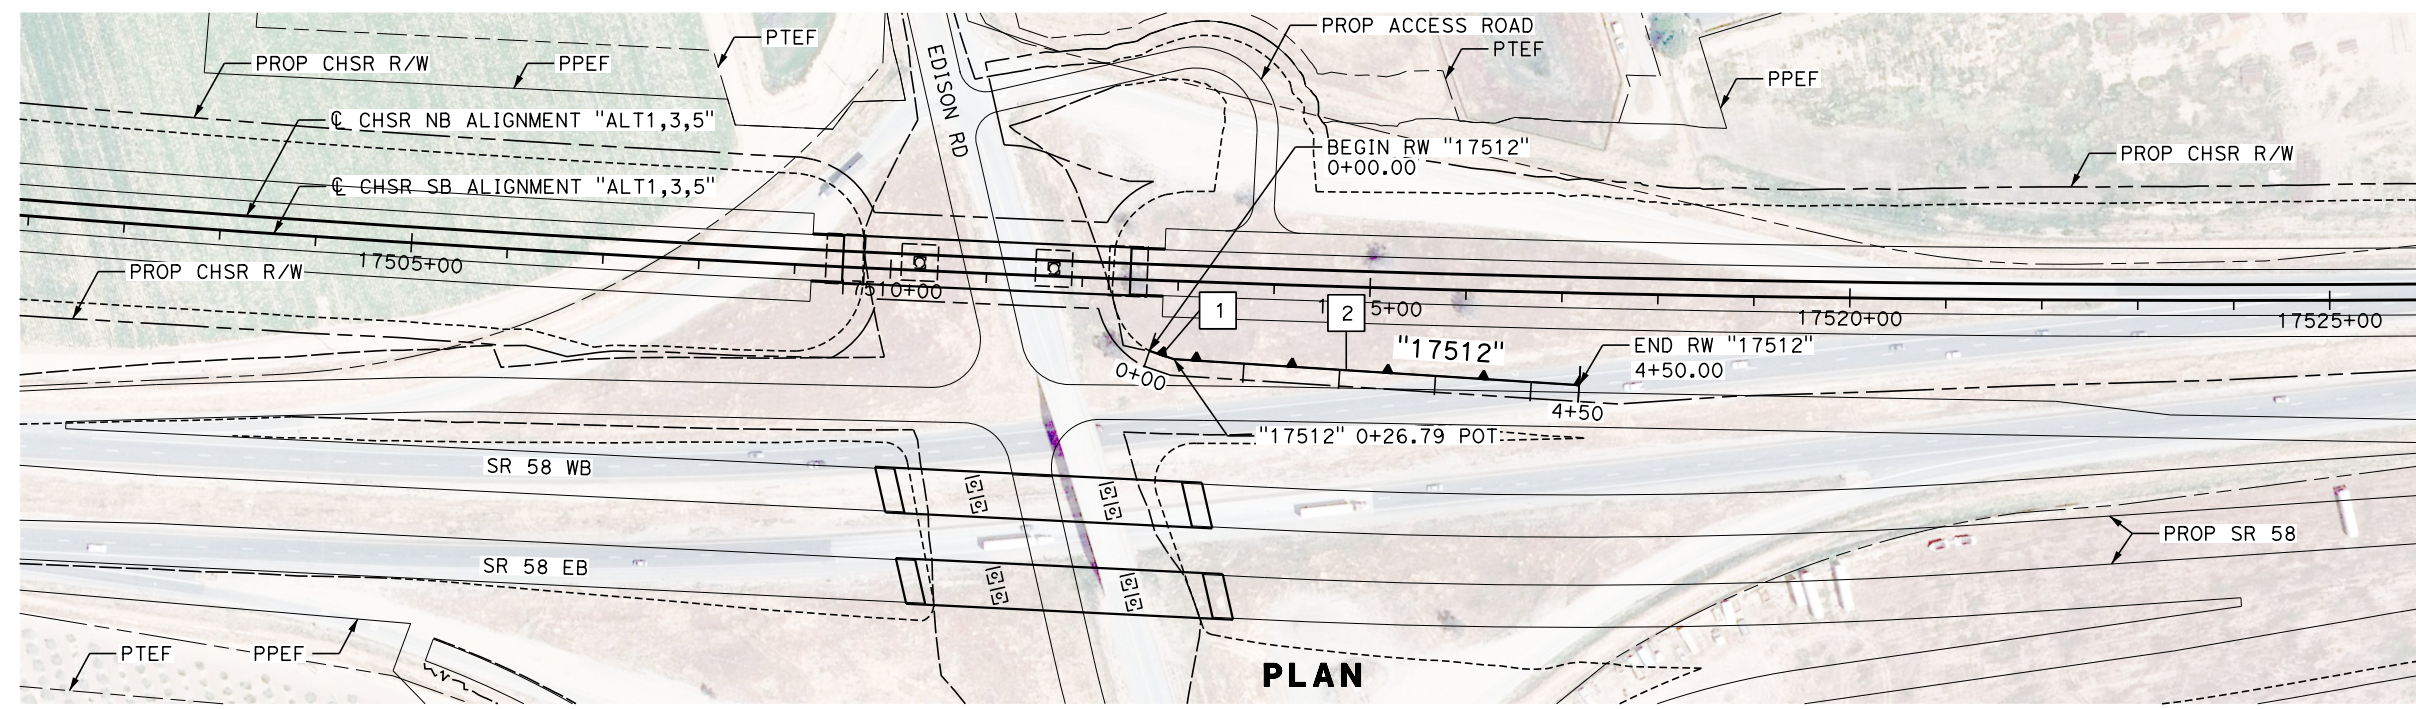 PROP ACCESS ROAD
PTEF
PTEF
PROP CHSR R/W
PPEF
PPEF
EDISON RD
℄ CHSR NB ALIGNMENT "ALT1,3,5"
BEGIN RW "17512"
0+00.00
PROP CHSR R/W
℄ CHSR SB ALIGNMENT "ALT1,3,5"
17505+00
PROP CHSR R/W
7510+00
1
2
5+00
17520+00
17525+00
"17512"
END RW "17512"
4+50.00
0+00
4+50
"17512" 0+26.79 POT
SR 58 WB
PROP SR 58
SR 58 EB
PTEF
PPEF
PLAN